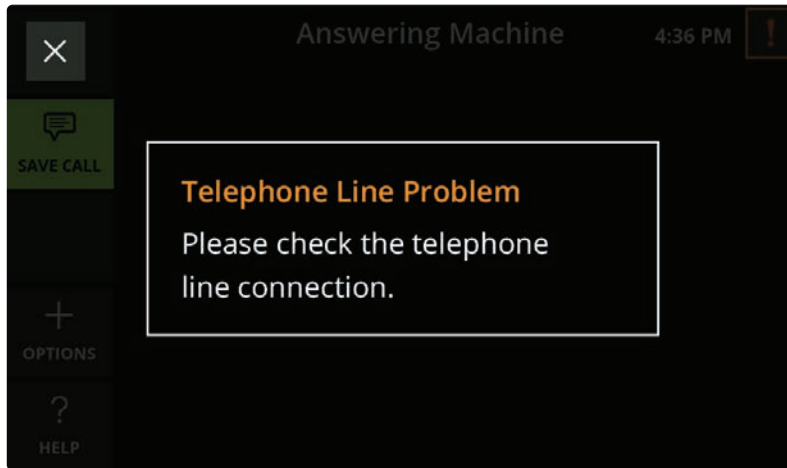 Answering Machine
4:36 PM
!
SAVE CALL
Telephone Line Problem
Please check the telephone
line connection.
OPTIONS
?
HELP